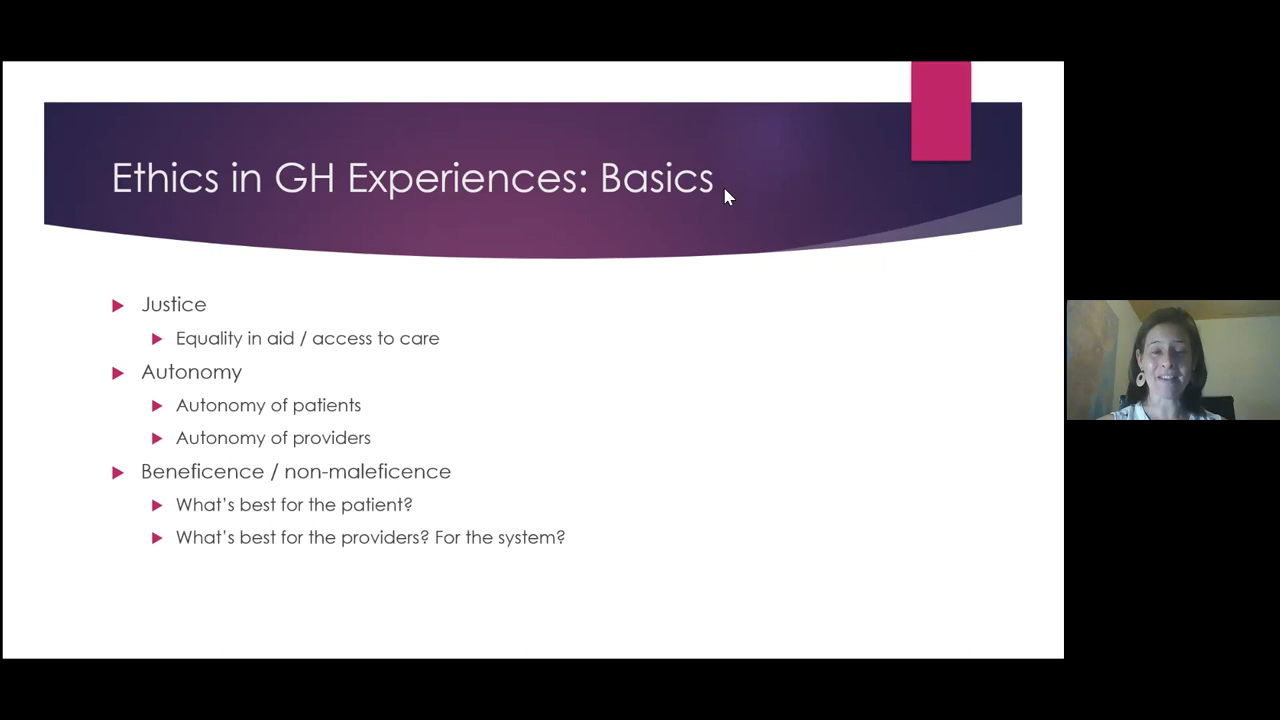 Ethics in GH Experiences: Basics
Justice
Equality in aid / access to care
Autonomy
Autonomy of patients
Autonomy of providers
Beneficence / non-maleficence
What's best for the patient?
What's best for the providers? For the system?